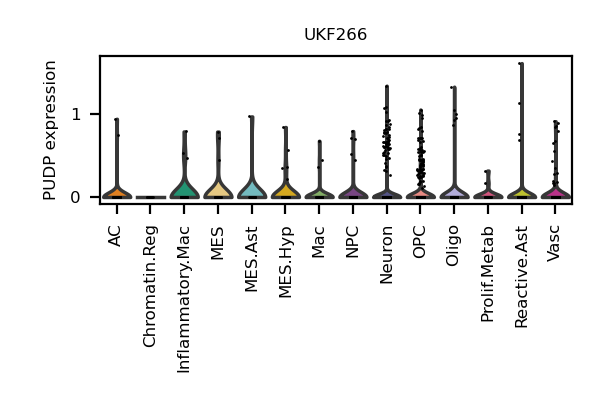 UKF266
PUDP expression
1
0
AC
Chromatin.Reg
Inflammatory.Mac
MES
MES.Ast
MES.Hyp
Mac
NPC
Neuron
OPC
Oligo
Prolif.Metab
Reactive.Ast
Vasc